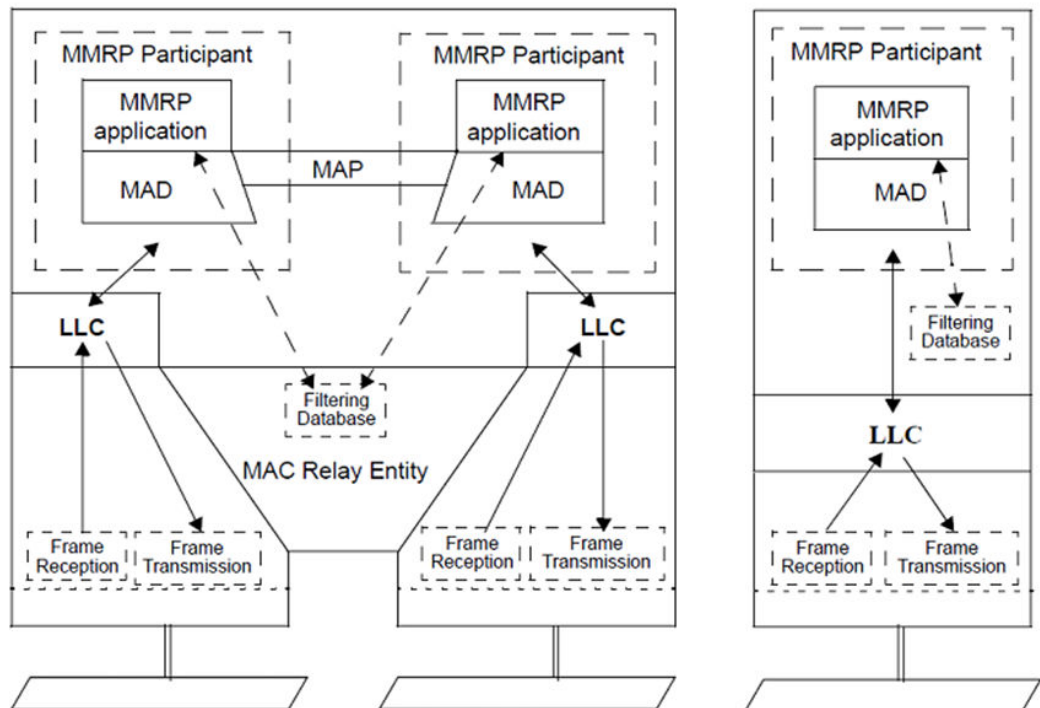 MMRP Participant
MMRP
application
MAD
MAP
MMRP Participant
MMRP
application
MAD
LLC
LLC
Filtering
Database
MAC Relay Entity
Frame
Reception
Frame
Transmission
Frame
Reception
Frame
Transmission
MMRP Participant
MMRP
application
MAD
Filtering
Database
LLC
Frame
Reception
Frame
Transmission